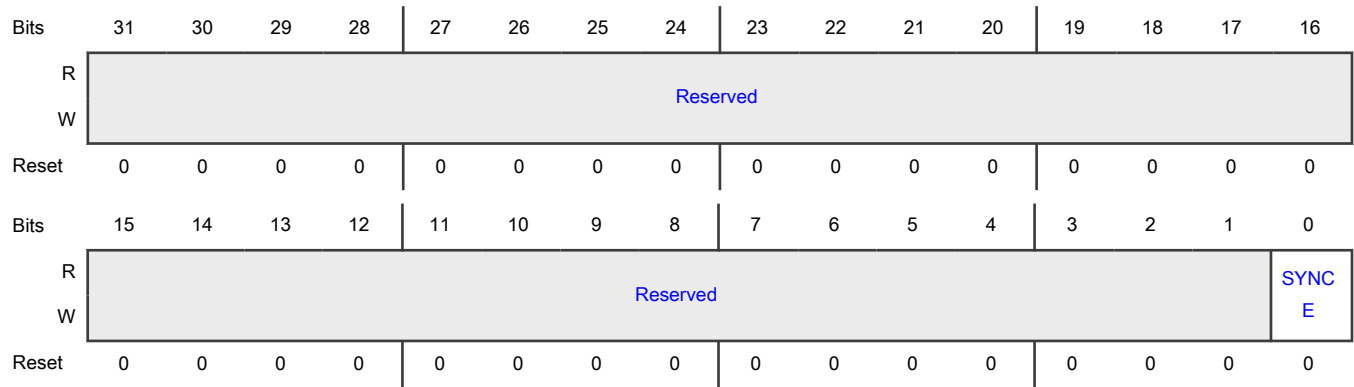 Bits 31 30 29 28 27 26 25 24 23 22 21 20 19 18 17 16
R
Reserved
W
Reset 0 0 0 0 0 0 0 0 0 0 0 0 0 0 0 0
Bits 15 14 13 12 11 10 9 8 7 6 5 4 3 2 1 0
R
Reserved
SYNC
E
W
Reset 0 0 0 0 0 0 0 0 0 0 0 0 0 0 0 0